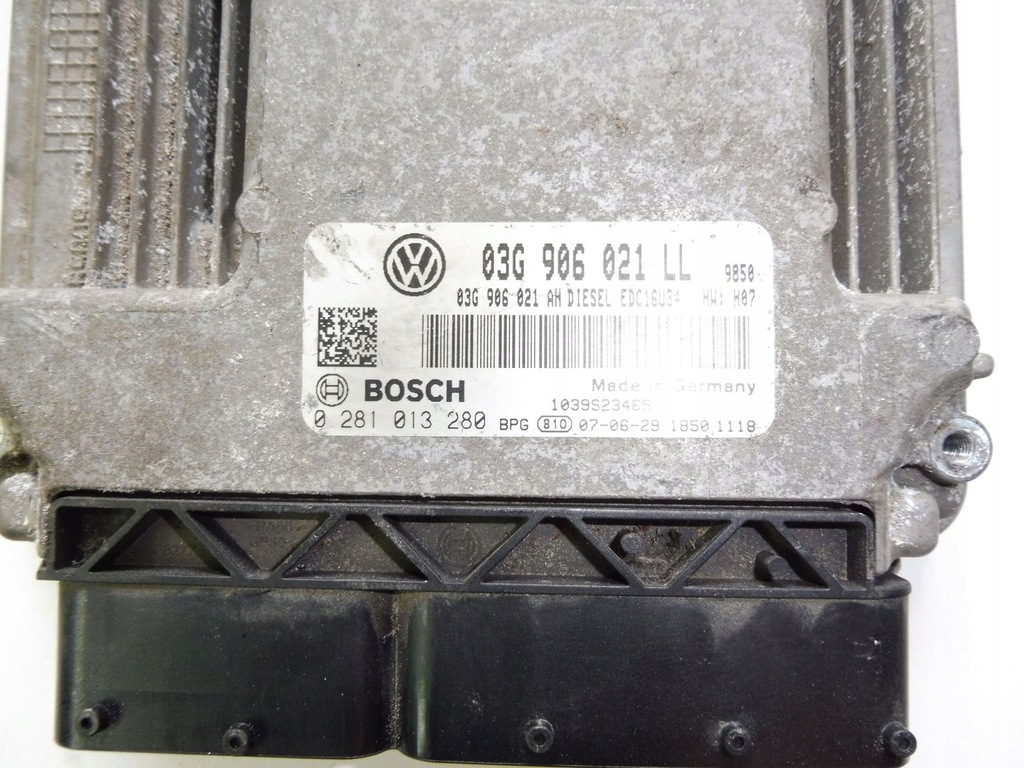 03G 906 021 LL 9850
03G 906 021 AH DIESEL EDC16U34 HW: H07
BOSCH Made in Germany
1039S23465
0 281 013 280 BPG 810 07-06-29 1850 1118